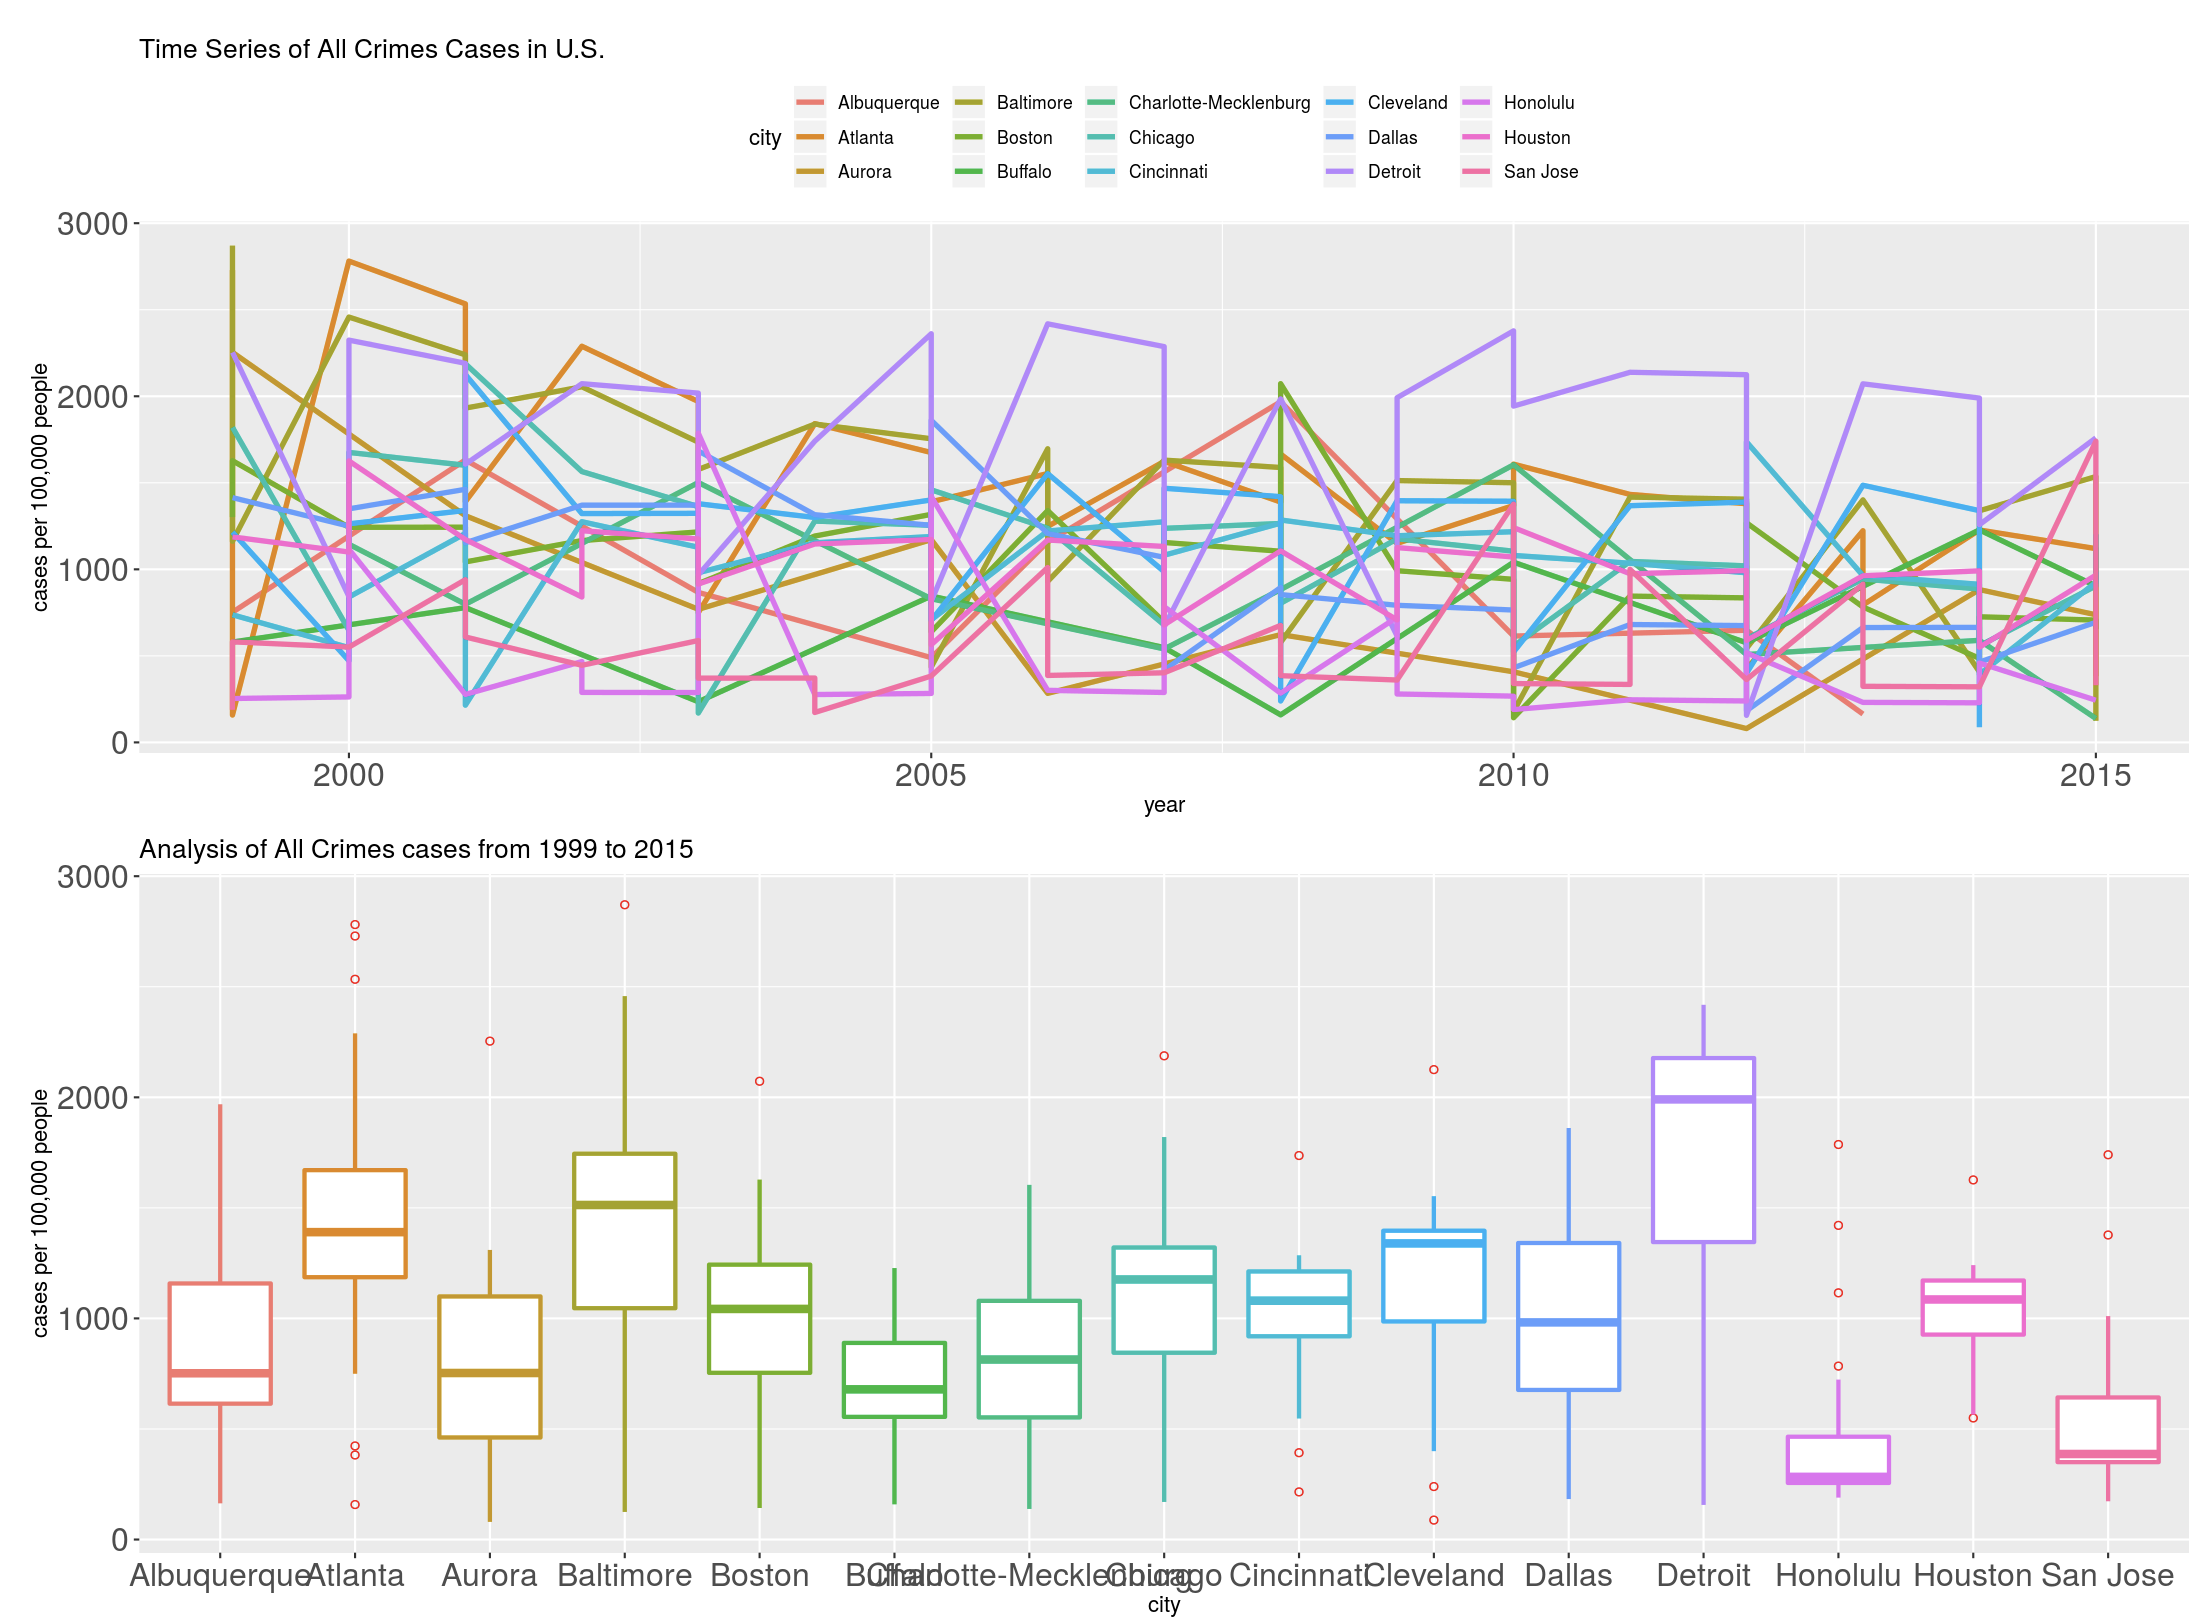 Time Series of All Crimes Cases in U.S.
city
Albuquerque
Atlanta
Aurora
Baltimore
Boston
Buffalo
Charlotte-Mecklenburg
Chicago
Cincinnati
Cleveland
Dallas
Detroit
Honolulu
Houston
San Jose
3000
2000
1000
0
cases per 100,000 people
2000 2005 2010 2015
year
Analysis of All Crimes cases from 1999 to 2015
3000
2000
1000
0
cases per 100,000 people
Albuquerque Atlanta Aurora Baltimore Boston Buffalo Charlotte-Mecklenburg Chicago Cincinnati Cleveland Dallas Detroit Honolulu Houston San Jose
city